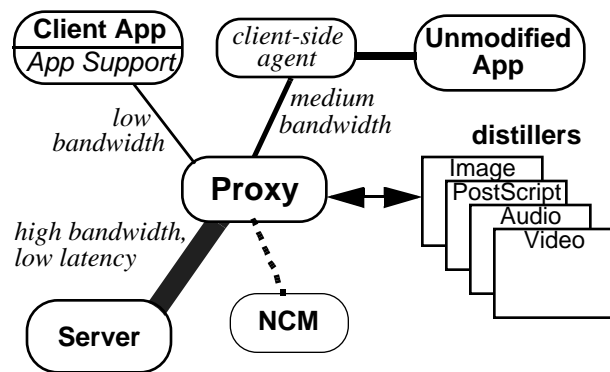 Client App
App Support
client-side
agent
Unmodified
App
low
bandwidth
medium
bandwidth
distillers
Image
PostScript
Audio
Video
Proxy
high bandwidth,
low latency
Server
NCM